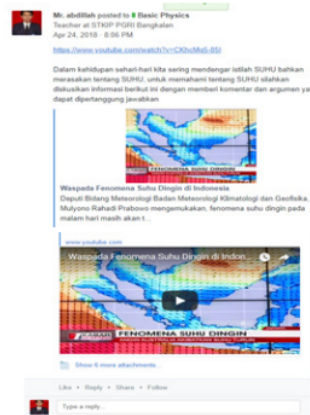 Mr. abdillah posted to Basic Physics
Teacher at STKIP PGRI Bangkalan
Apr 24, 2018 · 8:06 PM
Dalam kehidupan sehari-hari kita sering mendengar istilah SUHU bahkan
merasakan tentang SUHU. untuk memahami tentang SUHU silahkan
diskusikan informasi berikut ini dengan memberi komentar dan argumen ya
dapat dipertanggung jawabkan
FENOMENA SUHU DINGIN
Waspada Fenomena Suhu Dingin di Indonesia
Deputi Bidang Meteorologi Badan Meteorologi Klimatologi dan Geofisika,
Mulyono Rahadi Prabowo mengemukakan, fenomena suhu dingin pada
malam hari masih akan t...
www.youtube.com
Waspada Fenomena Suhu Dingin di Indon...
FENOMENA SUHU DINGIN
Show 6 more attachments...
Like • Reply • Share • Follow
Type a reply...